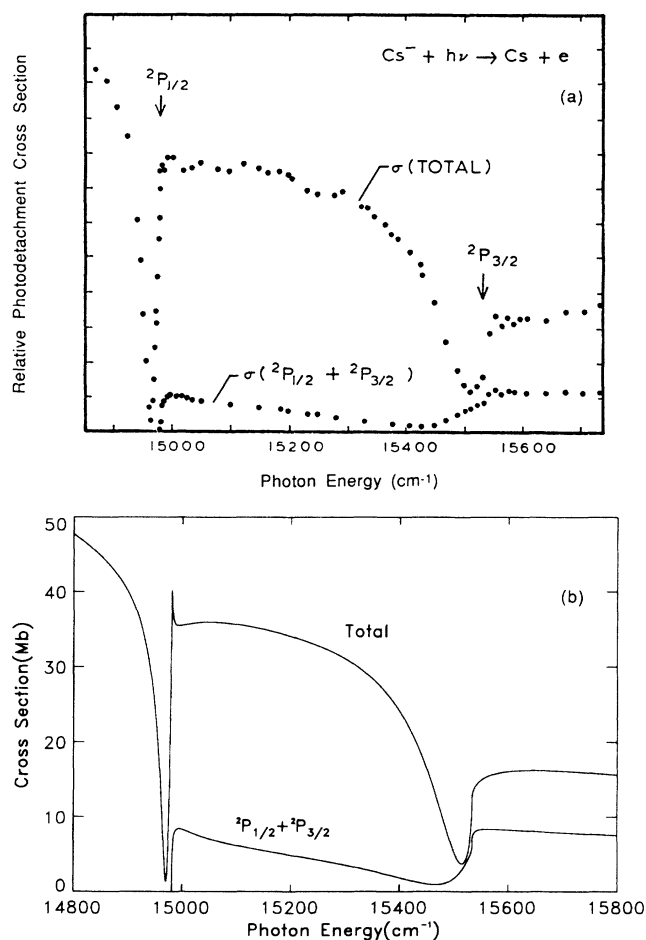 Cs⁻ + hν → Cs + e
(a)
²P₁/₂
σ(TOTAL)
²P₃/₂
σ(²P₁/₂ + ²P₃/₂)
Relative Photodetachment Cross Section
15000 15200 15400 15600
Photon Energy (cm⁻¹)
50
(b)
40
Total
30
20
10
²P₁/₂+²P₃/₂
0
Cross Section(Mb)
14800 15000 15200 15400 15600 15800
Photon Energy(cm⁻¹)